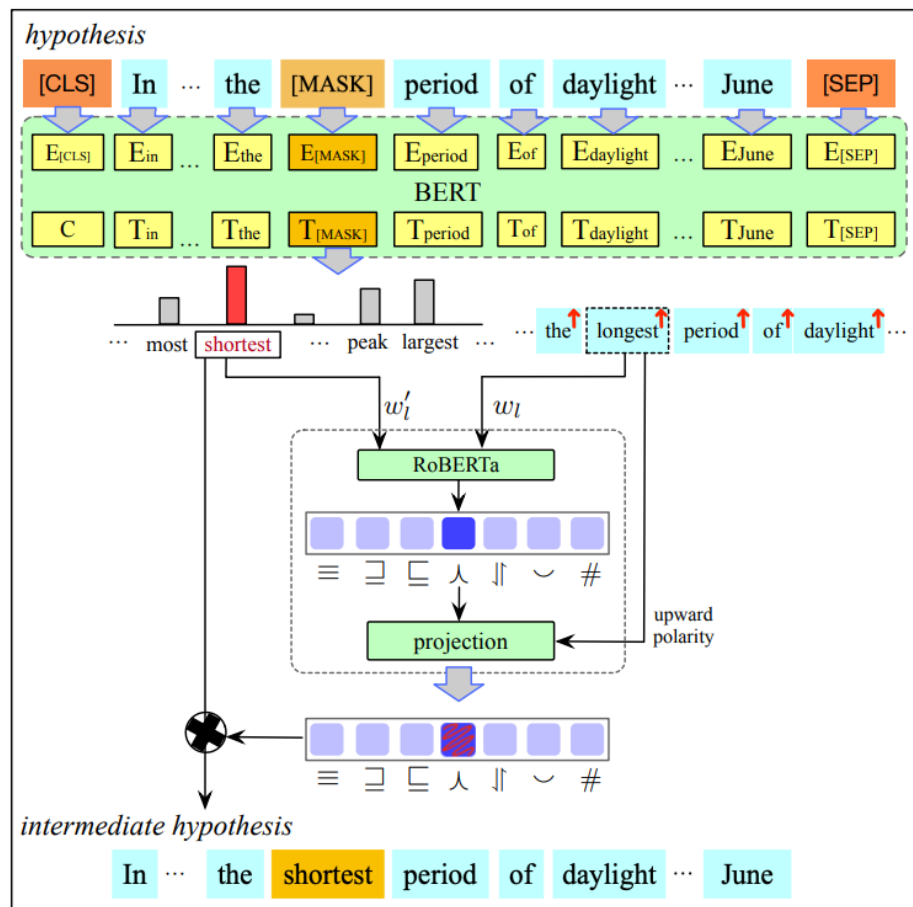 hypothesis
[CLS] In ... the [MASK] period of daylight ... June [SEP]
E[CLS] Ein ... Ethe E[MASK] Eperiod Eof Edaylight ... EJune E[SEP]
BERT
C Tin ... Tthe T[MASK] Tperiod Tof Tdaylight ... TJune T[SEP]
... most shortest ... peak largest ... ... the longest period of daylight ...
w′l wl
RoBERTa
≡ ⊒ ⊑ ⋏ ⥮ ⌣ #
upward
polarity
projection
≡ ⊒ ⊑ ⋏ ⥮ ⌣ #
intermediate hypothesis
In ... the shortest period of daylight ... June